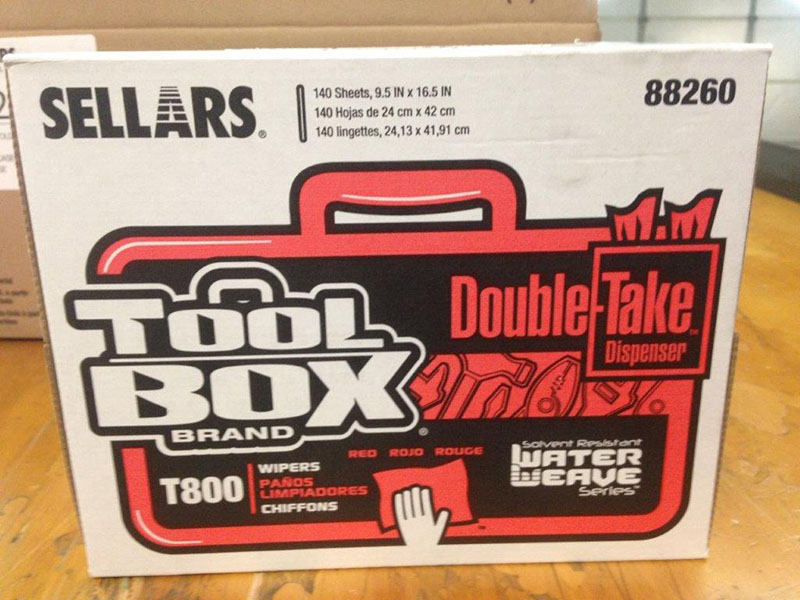 SELLARS®
140 Sheets, 9.5 IN x 16.5 IN
140 Hojas de 24 cm x 42 cm
140 lingettes, 24,13 x 41,91 cm
88260
TOOL
BOX
BRAND
®
Double-Take™
Dispenser
RED ROJO ROUGE
T800
WIPERS
PAÑOS
LIMPIADORES
CHIFFONS
Solvent Resistant
WATER
WEAVE
Series™